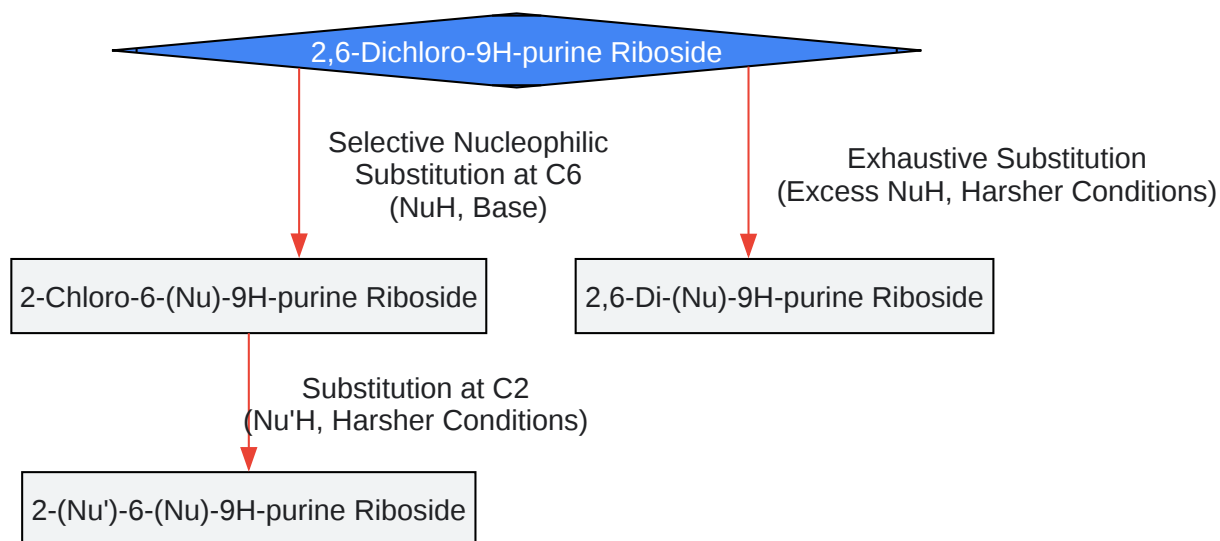 2,6-Dichloro-9H-purine Riboside
Selective Nucleophilic
Substitution at C6
(NuH, Base)
Exhaustive Substitution
(Excess NuH, Harsher Conditions)
2-Chloro-6-(Nu)-9H-purine Riboside
2,6-Di-(Nu)-9H-purine Riboside
Substitution at C2
(Nu'H, Harsher Conditions)
2-(Nu')-6-(Nu)-9H-purine Riboside